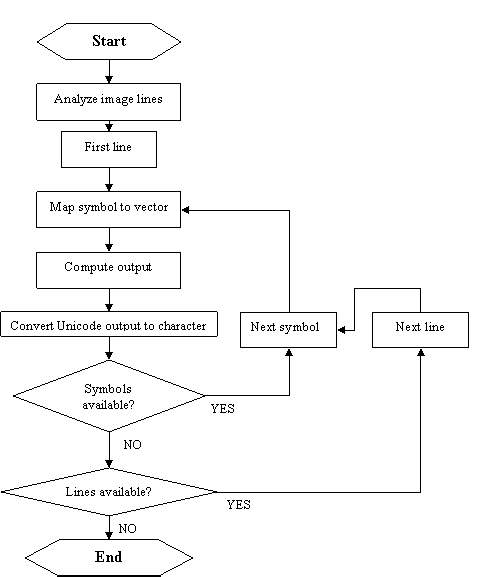 Start
Analyze image lines
First line
Map symbol to vector
Compute output
Convert Unicode output to character
Next symbol
Next line
Symbols
available?
YES
NO
Lines available?
YES
NO
End